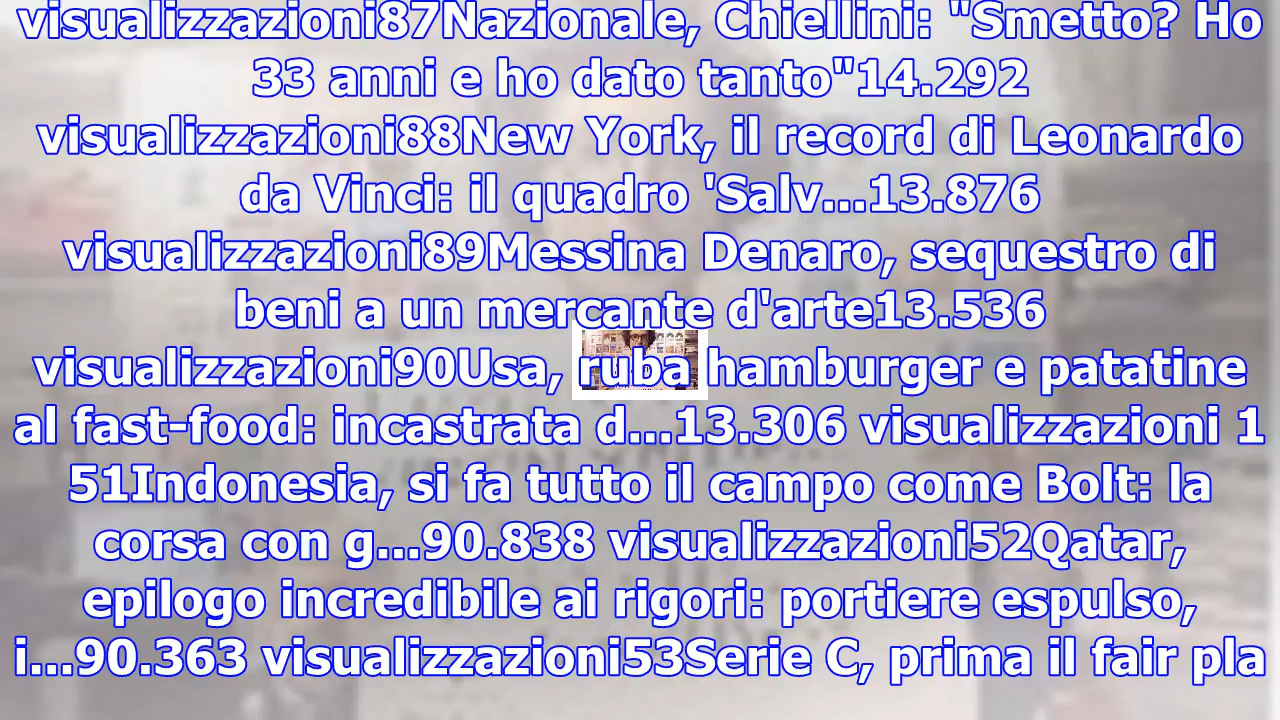 visualizzazioni87Nazionale, Chiellini: "Smetto? Ho
33 anni e ho dato tanto"14.292
visualizzazioni88New York, il record di Leonardo
da Vinci: il quadro 'Salv...13.876
visualizzazioni89Messina Denaro, sequestro di
beni a un mercante d'arte13.536
visualizzazioni90Usa, ruba hamburger e patatine
al fast-food: incastrata d...13.306 visualizzazioni 1
51Indonesia, si fa tutto il campo come Bolt: la
corsa con g...90.838 visualizzazioni52Qatar,
epilogo incredibile ai rigori: portiere espulso,
i...90.363 visualizzazioni53Serie C, prima il fair pla